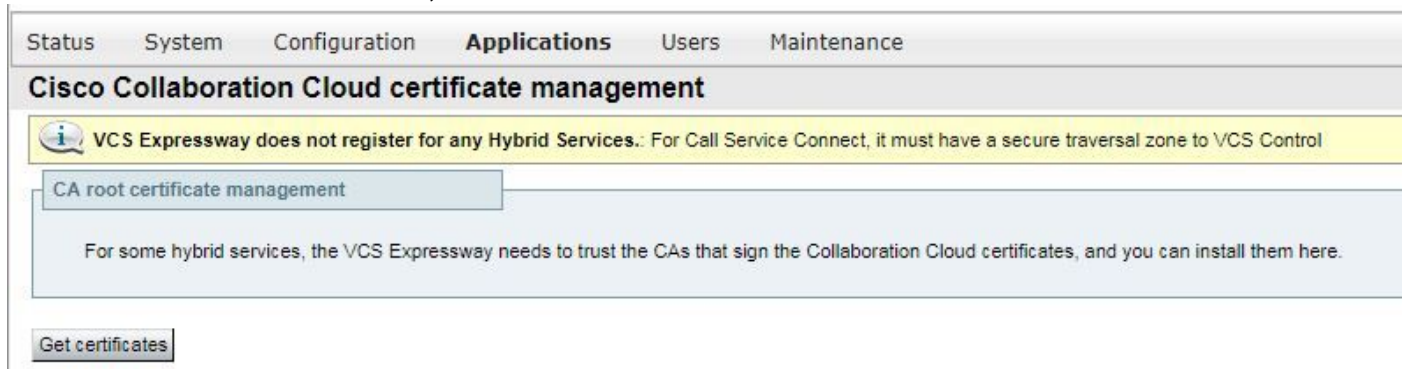 Status System Configuration Applications Users Maintenance
Cisco Collaboration Cloud certificate management
VCS Expressway does not register for any Hybrid Services.: For Call Service Connect, it must have a secure traversal zone to VCS Control
CA root certificate management
For some hybrid services, the VCS Expressway needs to trust the CAs that sign the Collaboration Cloud certificates, and you can install them here.
Get certificates